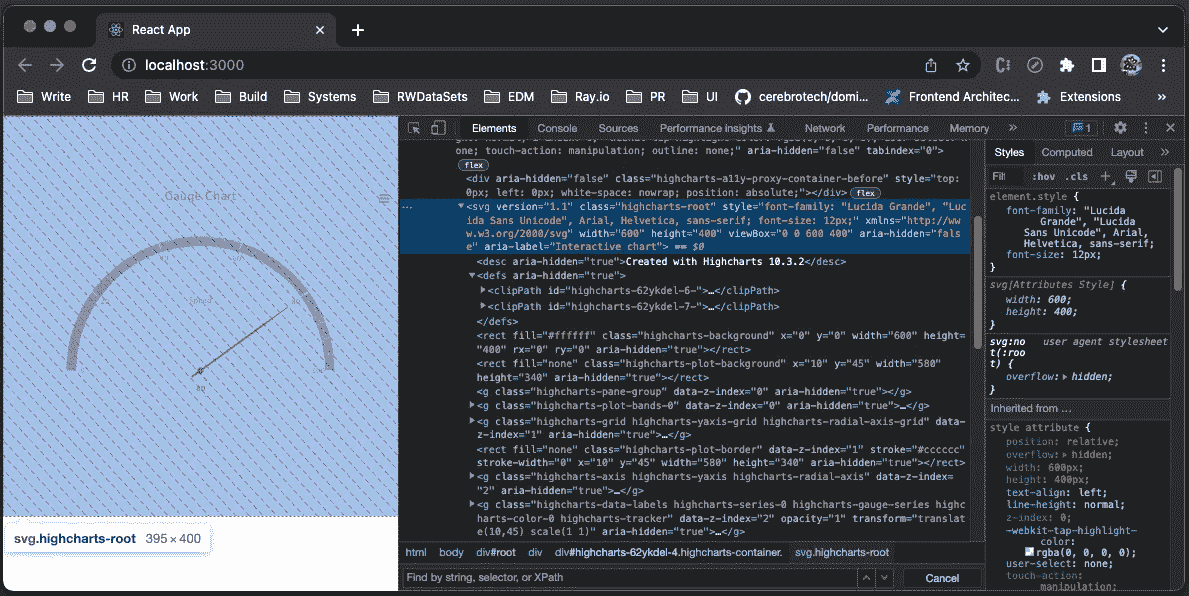 React App
localhost:3000
Write HR Work Build Systems RWDataSets EDM Ray.io PR UI cerebrotech/domi... Frontend Architec... Extensions »
Elements Console Sources Performance insights Network Performance Memory » 1
one; touch-action: manipulation; outline: none;" aria-hidden="false" tabindex="0">
flex
<div aria-hidden="false" class="highcharts-a11y-proxy-container-before" style="top:
0px; left: 0px; white-space: nowrap; position: absolute;"></div> flex
<svg version="1.1" class="highcharts-root" style="font-family: "Lucida Grande", "Luc
ida Sans Unicode", Arial, Helvetica, sans-serif; font-size: 12px;" xmlns="http://ww
w.w3.org/2000/svg" width="600" height="400" viewBox="0 0 600 400" aria-hidden="fals
e" aria-label="Interactive chart"> == $0
<desc aria-hidden="true">Created with Highcharts 10.3.2</desc>
<defs aria-hidden="true">
<clipPath id="highcharts-62ykdel-6-">…</clipPath>
<clipPath id="highcharts-62ykdel-7-">…</clipPath>
</defs>
<rect fill="#ffffff" class="highcharts-background" x="0" y="0" width="600" height=
"400" rx="0" ry="0" aria-hidden="true"></rect>
<rect fill="none" class="highcharts-plot-background" x="10" y="45" width="580"
height="340" aria-hidden="true"></rect>
<g class="highcharts-pane-group" data-z-index="0" aria-hidden="true"></g>
<g class="highcharts-plot-bands-0" data-z-index="0" aria-hidden="true">…</g>
<g class="highcharts-grid highcharts-yaxis-grid highcharts-radial-axis-grid" data-
z-index="1" aria-hidden="true">…</g>
<rect fill="none" class="highcharts-plot-border" data-z-index="1" stroke="#cccccc"
stroke-width="0" x="10" y="45" width="580" height="340" aria-hidden="true"></rect>
<g class="highcharts-axis highcharts-yaxis highcharts-radial-axis" data-z-index=
"2" aria-hidden="true">…</g>
<g class="highcharts-data-labels highcharts-series-0 highcharts-gauge-series highc
harts-color-0 highcharts-tracker" data-z-index="2" opacity="1" transform="translat
e(10,45) scale(1 1)" aria-hidden="true">…</g>
html body div#root div div#highcharts-62ykdel-4.highcharts-container. svg.highcharts-root
Find by string, selector, or XPath Cancel
Styles Computed Layout »
Filt :hov .cls +
element.style {
font-family: "Lucida
Grande", "Lucida
Sans Unicode", Arial,
Helvetica, sans-serif;
font-size: 12px;
}
svg[Attributes Style] {
width: 600;
height: 400;
}
svg:no user agent stylesheet
t(:roo
t) {
overflow: hidden;
}
Inherited from …
style attribute {
position: relative;
overflow: hidden;
width: 600px;
height: 400px;
text-align: left;
line-height: normal;
z-index: 0;
-webkit-tap-highlight-
color:
rgba(0, 0, 0, 0);
user-select: none;
touch-action:
manipulation;
Gauge Chart
Speed
80
svg.highcharts-root 395 × 400